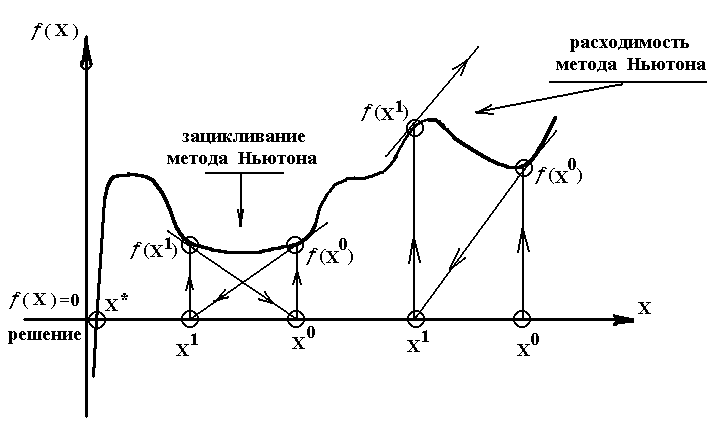 f(X)
расходимость
метода Ньютона
f(X¹)
зацикливание
метода Ньютона
f(X⁰)
f(X¹)
f(X⁰)
f(X)=0
X*
X
решение
X¹
X⁰
X¹
X⁰